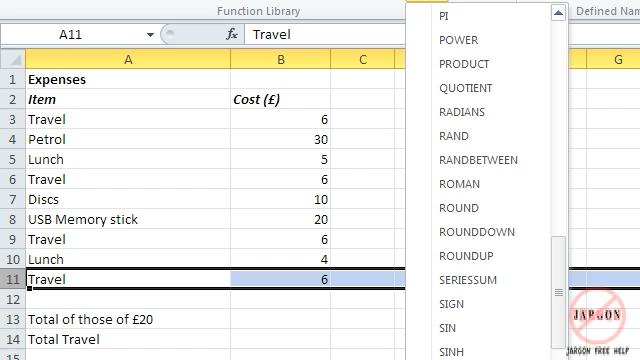 Function Library
Defined Nam
A11
fx
Travel
A
B
C
G
1 Expenses
2 Item Cost (£)
3 Travel 6
4 Petrol 30
5 Lunch 5
6 Travel 6
7 Discs 10
8 USB Memory stick 20
9 Travel 6
10 Lunch 4
11 Travel 6
12
13 Total of those of £20
14 Total Travel
15
PI
POWER
PRODUCT
QUOTIENT
RADIANS
RAND
RANDBETWEEN
ROMAN
ROUND
ROUNDDOWN
ROUNDUP
SERIESSUM
SIGN
SIN
SINH
JARGON
JARGON FREE HELP